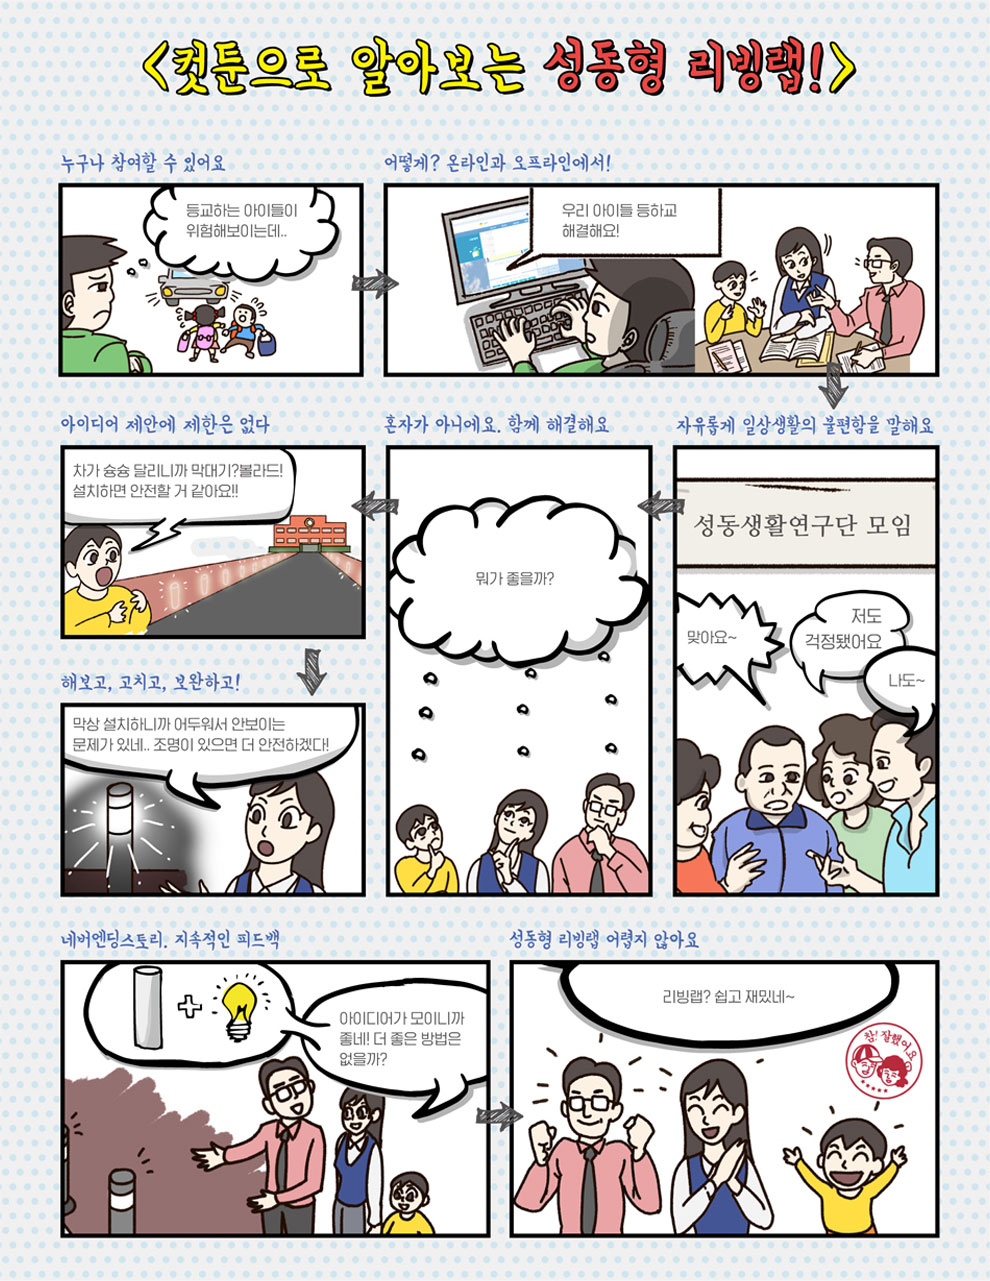 <컷툰으로 알아보는 성동형 리빙랩!>
누구나 참여할 수 있어요
등교하는 아이들이
위험해보이는데..
어떻게? 온라인과 오프라인에서!
우리 아이들 등하교
해결해요!
자유롭게 일상생활의 불편함을 말해요
성동생활연구단 모임
맞아요~
저도
걱정됐어요
나도~
혼자가 아니에요. 함께 해결해요
뭐가 좋을까?
아이디어 제안에 제한은 없다
차가 슝슝 달리니까 막대기?볼라드!
설치하면 안전할 거 같아요!!
해보고, 고치고, 보완하고!
막상 설치하니까 어두워서 안보이는
문제가 있네.. 조명이 있으면 더 안전하겠다!
네버엔딩스토리. 지속적인 피드백
아이디어가 모이니까
좋네! 더 좋은 방법은
없을까?
성동형 리빙랩 어렵지 않아요
리빙랩? 쉽고 재밌네~
참! 잘했어요